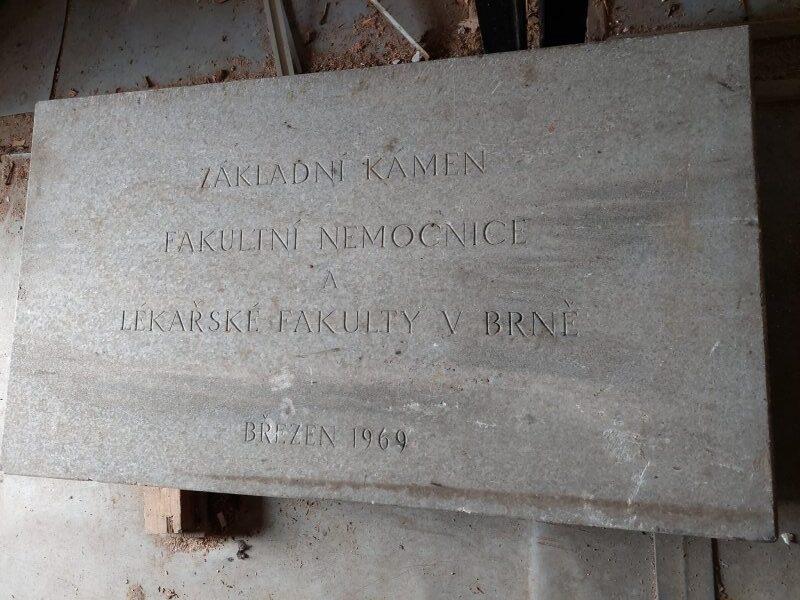 ZÁKLADNÍ KÁMEN
FAKULTNÍ NEMOCNICE
A
LÉKAŘSKÉ FAKULTY V BRNĚ
BŘEZEN 1969